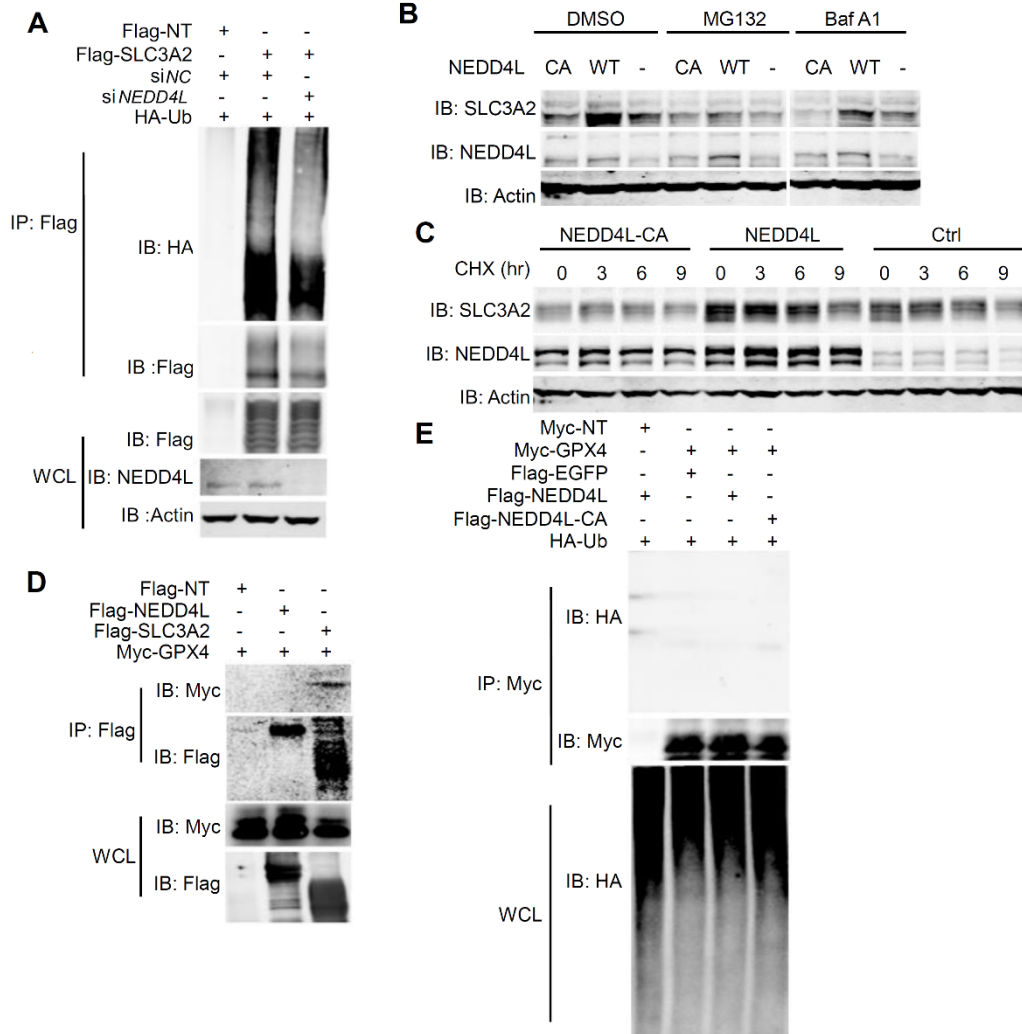 A
Flag-NT + - -
Flag-SLC3A2 - + +
siNC + + -
siNEDD4L - - +
HA-Ub + + +
IP: Flag
IB: HA
IB :Flag
WCL
IB: Flag
IB: NEDD4L
IB :Actin
B
DMSO MG132 Baf A1
NEDD4L CA WT - CA WT - CA WT -
IB: SLC3A2
IB: NEDD4L
IB: Actin
C
NEDD4L-CA NEDD4L Ctrl
CHX (hr) 0 3 6 9 0 3 6 9 0 3 6 9
IB: SLC3A2
IB: NEDD4L
IB: Actin
D
Flag-NT + - -
Flag-NEDD4L - + -
Flag-SLC3A2 - - +
Myc-GPX4 + + +
IP: Flag
IB: Myc
IB: Flag
WCL
IB: Myc
IB: Flag
E
Myc-NT + - - -
Myc-GPX4 - + + +
Flag-EGFP - + - -
Flag-NEDD4L + - + -
Flag-NEDD4L-CA - - - +
HA-Ub + + + +
IP: Myc
IB: HA
IB: Myc
WCL
IB: HA